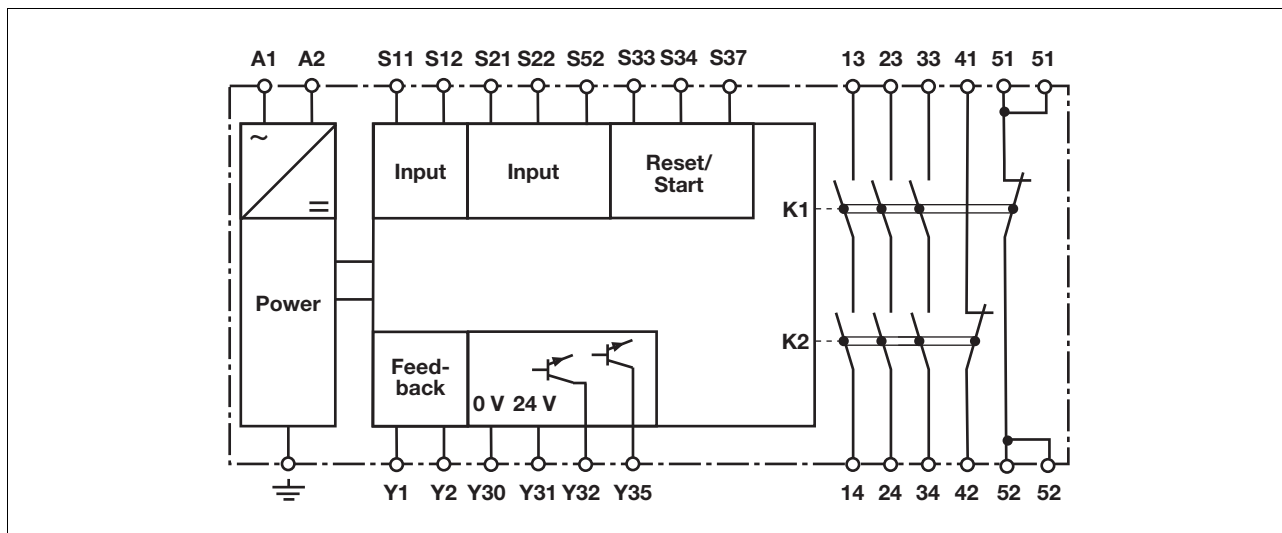 A1 A2 S11 S12 S21 S22 S52 S33 S34 S37 13 23 33 41 51 51
~
=
Input Input Reset/
Start
K1
Power
K2
Feed-
back
0 V 24 V
Y1 Y2 Y30 Y31 Y32 Y35 14 24 34 42 52 52